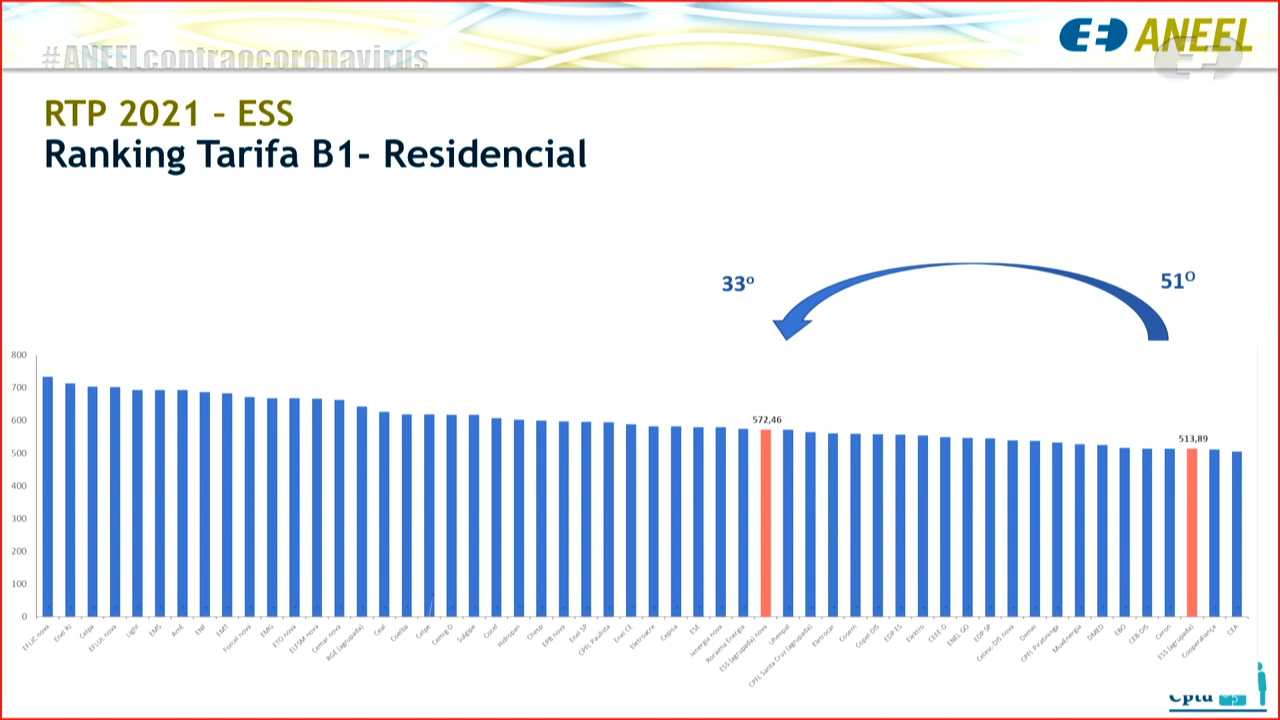 #ANEELcontraocoronavirus
ANEEL
RTP 2021 – ESS
Ranking Tarifa B1- Residencial
33º
51º
800
700
600
500
400
300
200
100
0
572,46
513,89
EFLJC nova
Enel RJ
Celpa
EFLUL nova
Light
EMS
AmE
ENF
EMT
Forcel nova
EMG
ETO nova
ELFSM nova
Cemar nova
RGE (agrupada)
Ceal
Coelba
Celpe
Cemig D
Sulgipe
Cocel
Hidropan
Chesp
EPB nova
Enel SP
CPFL Paulista
Enel CE
Eletroacre
Cepisa
ESE
Ienergia nova
Roraima Energia
ESS (agrupada) nova
Uhenpal
CPFL Santa Cruz (agrupada)
Eletrocar
Cosern
Copel-DIS
EDP ES
Elektro
CEEE-D
ENEL GO
EDP SP
Celesc-DIS nova
Demei
CPFL Piratininga
MuxEnergia
DMED
EBO
CEB-DIS
Ceron
ESS (agrupada)
Cooperaliança
CEA